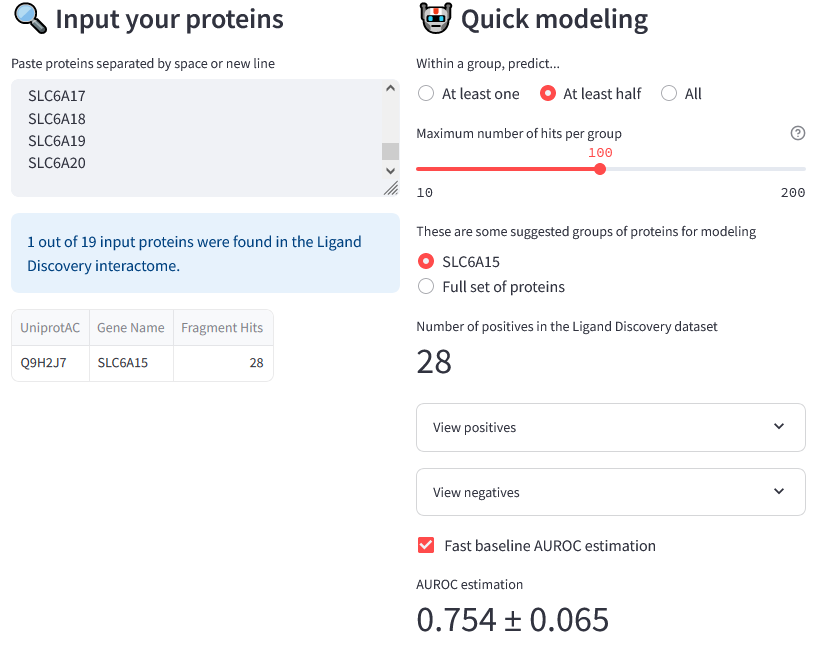 Input your proteins
Paste proteins separated by space or new line
SLC6A17
SLC6A18
SLC6A19
SLC6A20
1 out of 19 input proteins were found in the Ligand
Discovery interactome.
UniprotAC Gene Name Fragment Hits
Q9H2J7 SLC6A15 28
Quick modeling
Within a group, predict...
At least one At least half All
Maximum number of hits per group
100
10 200
These are some suggested groups of proteins for modeling
SLC6A15
Full set of proteins
Number of positives in the Ligand Discovery dataset
28
View positives
View negatives
Fast baseline AUROC estimation
AUROC estimation
0.754 ± 0.065